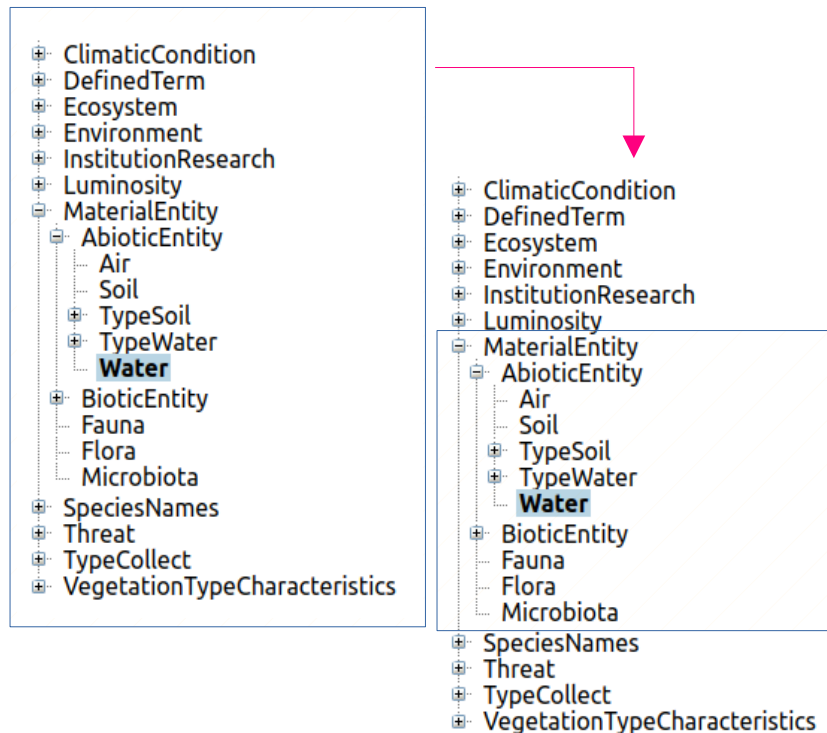 ClimaticCondition
DefinedTerm
Ecosystem
Environment
InstitutionResearch
Luminosity
MaterialEntity
AbioticEntity
Air
Soil
TypeSoil
TypeWater
Water
BioticEntity
Fauna
Flora
Microbiota
SpeciesNames
Threat
TypeCollect
VegetationTypeCharacteristics
ClimaticCondition
DefinedTerm
Ecosystem
Environment
InstitutionResearch
Luminosity
MaterialEntity
AbioticEntity
Air
Soil
TypeSoil
TypeWater
Water
BioticEntity
Fauna
Flora
Microbiota
SpeciesNames
Threat
TypeCollect
VegetationTypeCharacteristics